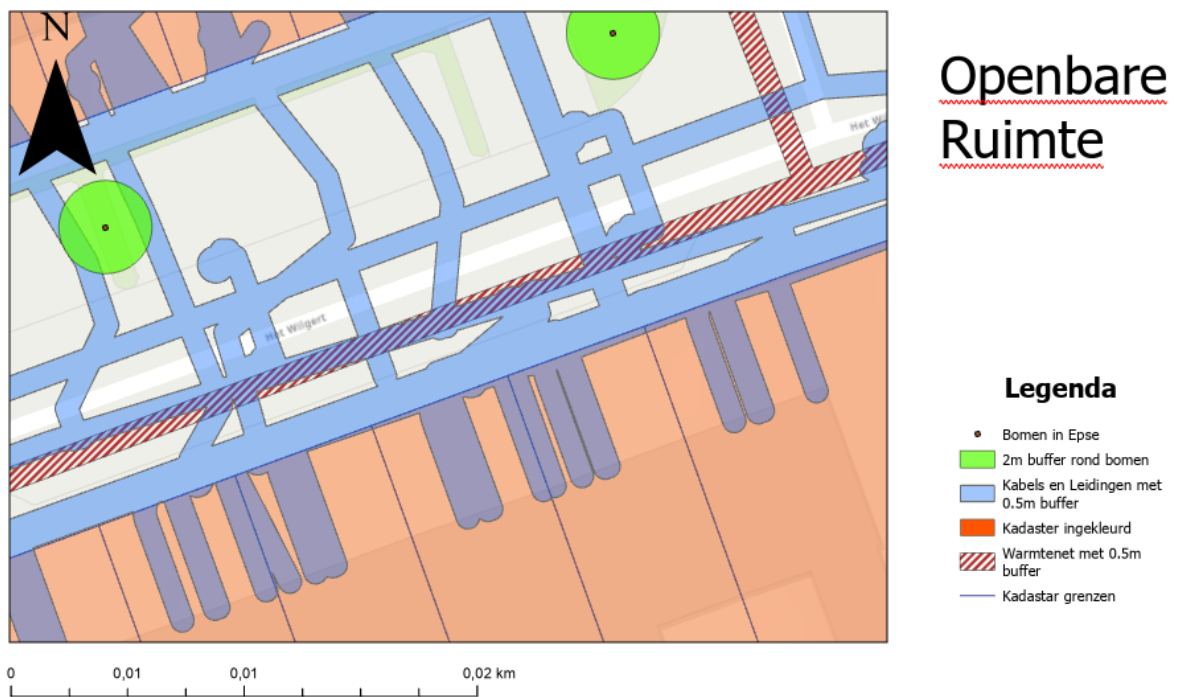 N
Openbare
Ruimte
Het Wi
Het Wilgert
Legenda
Bomen in Epse
2m buffer rond bomen
Kabels en Leidingen met
0.5m buffer
Kadaster ingekleurd
Warmtenet met 0.5m
buffer
Kadastar grenzen
0 0,01 0,01 0,02 km